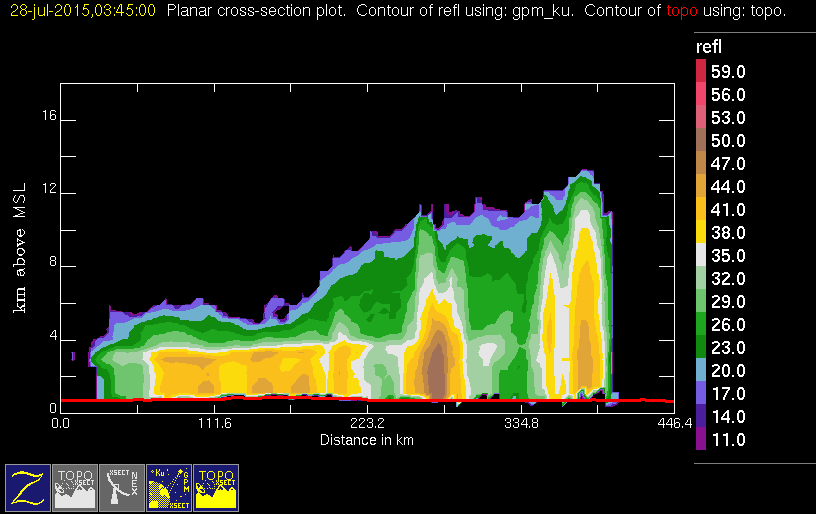 28-jul-2015,03:45:00 Planar cross-section plot. Contour of refl using: gpm_ku. Contour of topo using: topo.
refl
59.0
56.0
53.0
50.0
47.0
44.0
41.0
38.0
35.0
32.0
29.0
26.0
23.0
20.0
17.0
14.0
11.0
km above MSL
16
12
8
4
0
0.0 111.6 223.2 334.8 446.4
Distance in km
Z
TOPO XSECT
XSECT NEX
"Ku" GPM XSECT
TOPO XSECT